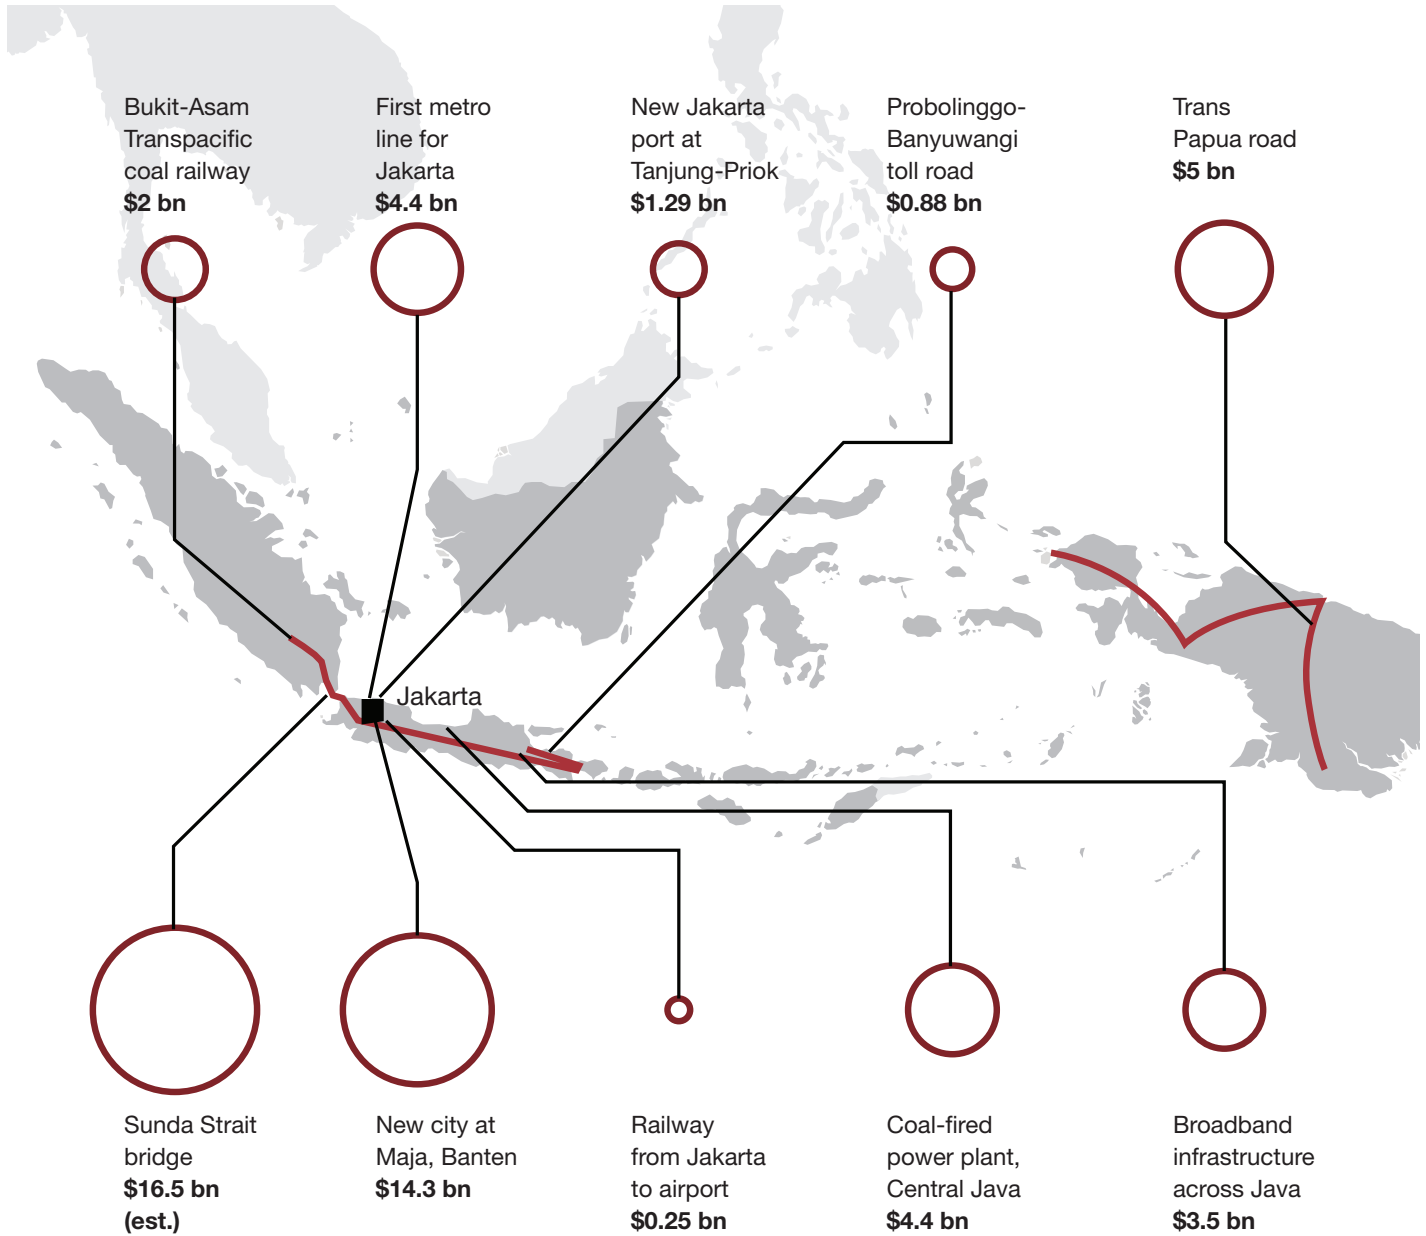 Bukit-Asam
Transpacific
coal railway
$2 bn
First metro
line for
Jakarta
$4.4 bn
New Jakarta
port at
Tanjung-Priok
$1.29 bn
Probolinggo-
Banyuwangi
toll road
$0.88 bn
Trans
Papua road
$5 bn
Jakarta
Sunda Strait
bridge
$16.5 bn
(est.)
New city at
Maja, Banten
$14.3 bn
Railway
from Jakarta
to airport
$0.25 bn
Coal-fired
power plant,
Central Java
$4.4 bn
Broadband
infrastructure
across Java
$3.5 bn